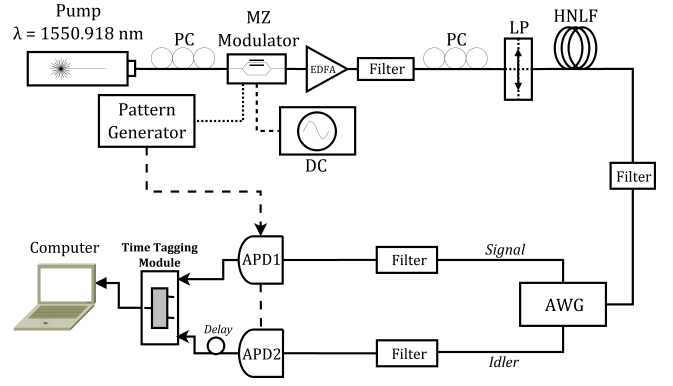 Pump
λ = 1550.918 nm
PC
MZ
Modulator
EDFA
Filter
PC
LP
HNLF
Pattern
Generator
DC
Filter
Computer
Time Tagging
Module
APD1
Filter
Signal
AWG
Delay
APD2
Filter
Idler